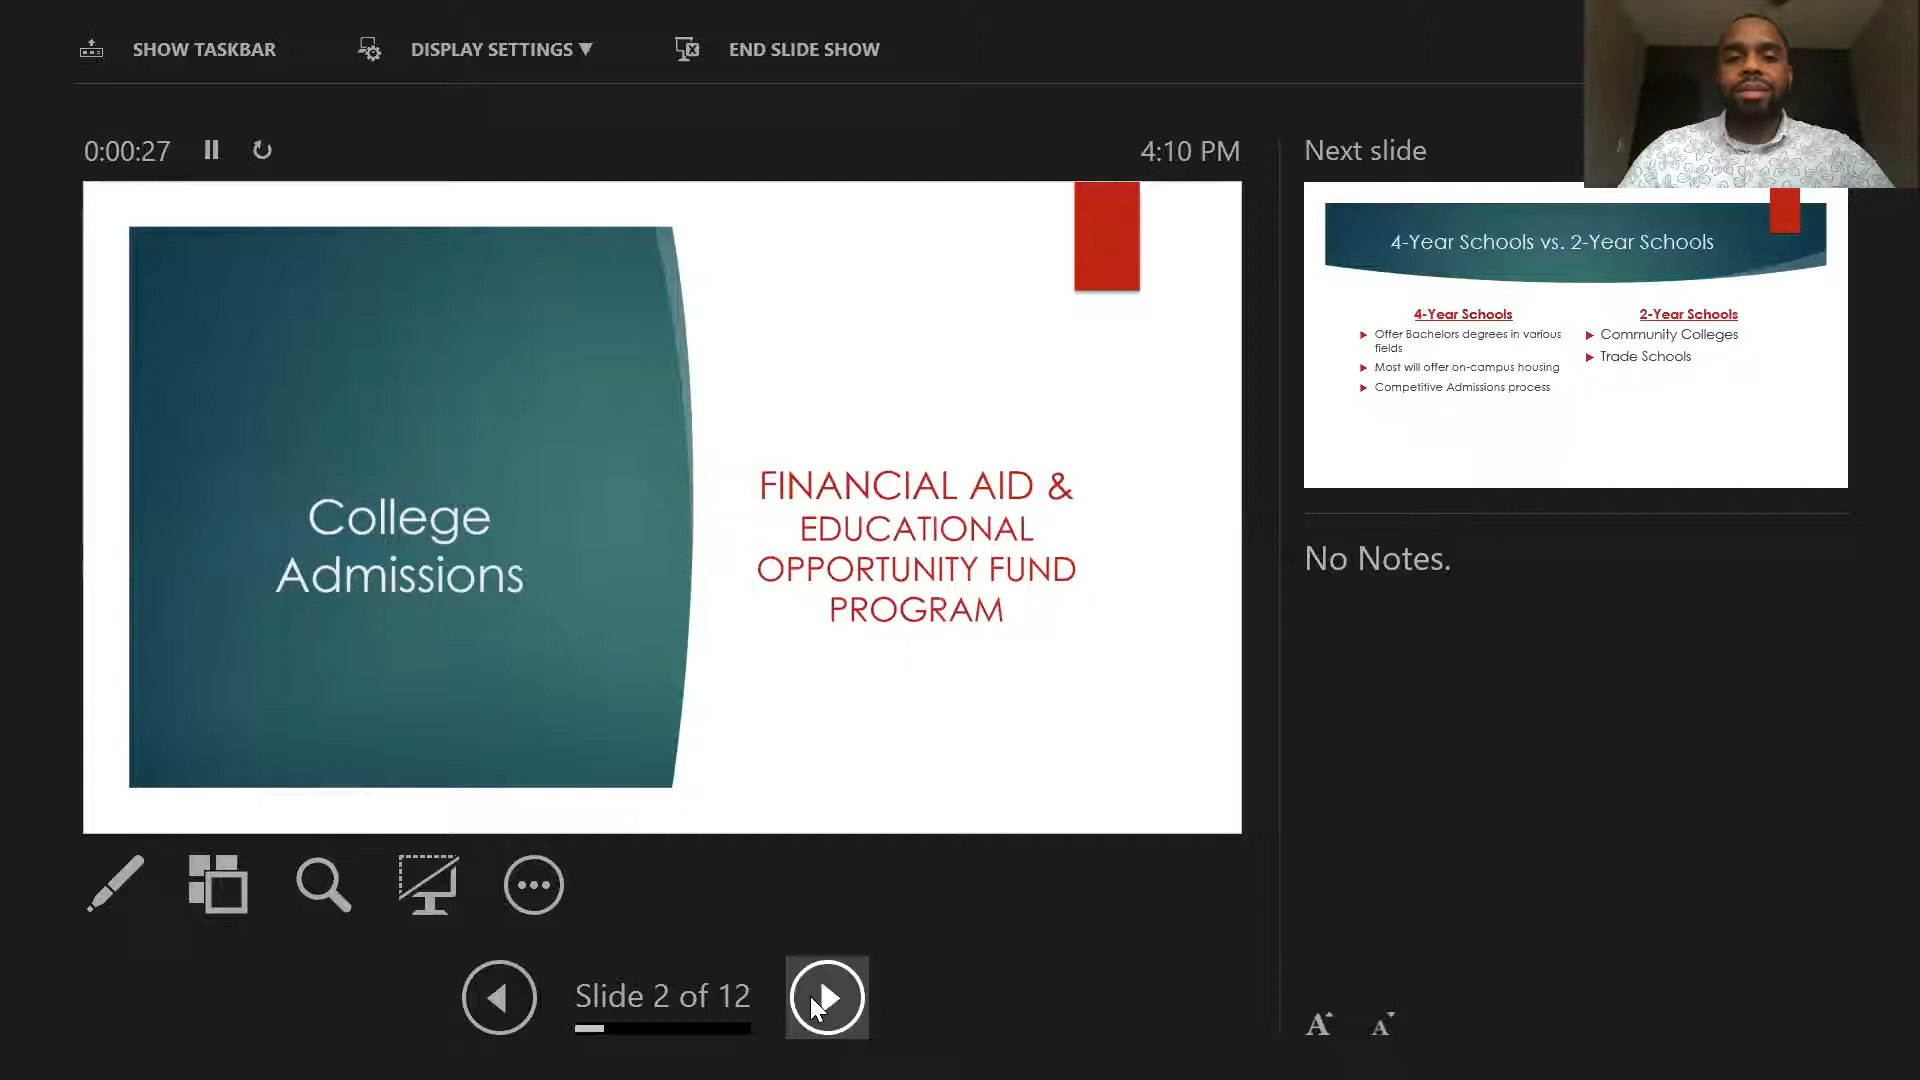 SHOW TASKBAR
DISPLAY SETTINGS ▼
END SLIDE SHOW
0:00:27
4:10 PM
College
Admissions
FINANCIAL AID &
EDUCATIONAL
OPPORTUNITY FUND
PROGRAM
Next slide
4-Year Schools vs. 2-Year Schools
4-Year Schools
Offer Bachelors degrees in various
fields
Most will offer on-campus housing
Competitive Admissions process
2-Year Schools
Community Colleges
Trade Schools
No Notes.
Slide 2 of 12
A A